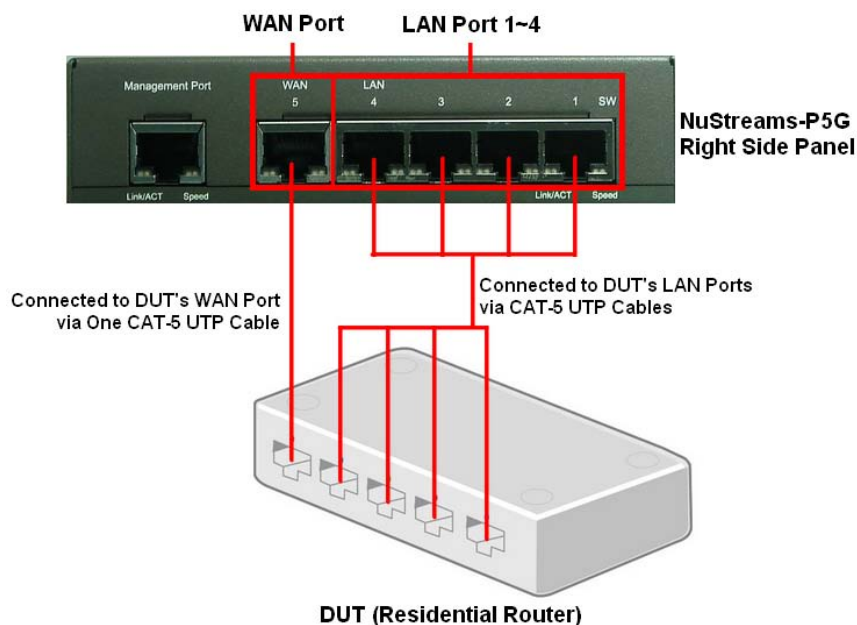 WAN Port
LAN Port 1~4
Management Port
WAN
LAN
5
4
3
2
1
SW
Link/ACT
Speed
Link/ACT
Speed
NuStreams-P5G
Right Side Panel
Connected to DUT's WAN Port
via One CAT-5 UTP Cable
Connected to DUT's LAN Ports
via CAT-5 UTP Cables
DUT (Residential Router)